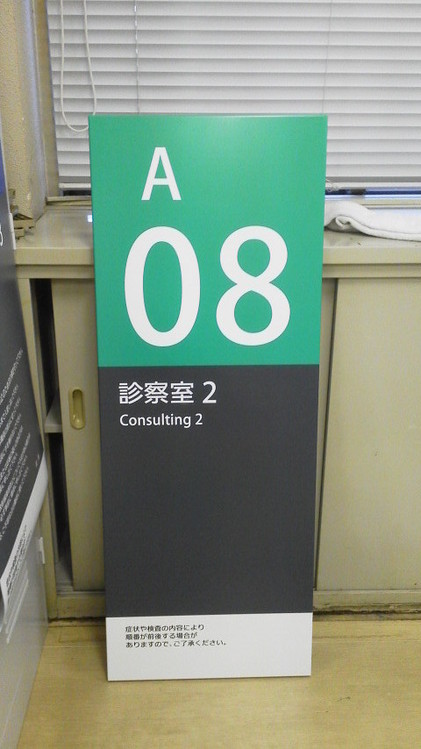 A
08
診察室 2
Consulting 2
症状や検査の内容により
順番が前後する場合が
ありますので、ご了承ください。